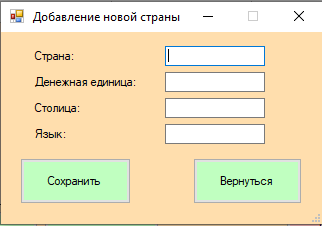 Добавление новой страны
Страна:
Денежная единица:
Столица:
Язык:
Сохранить
Вернуться